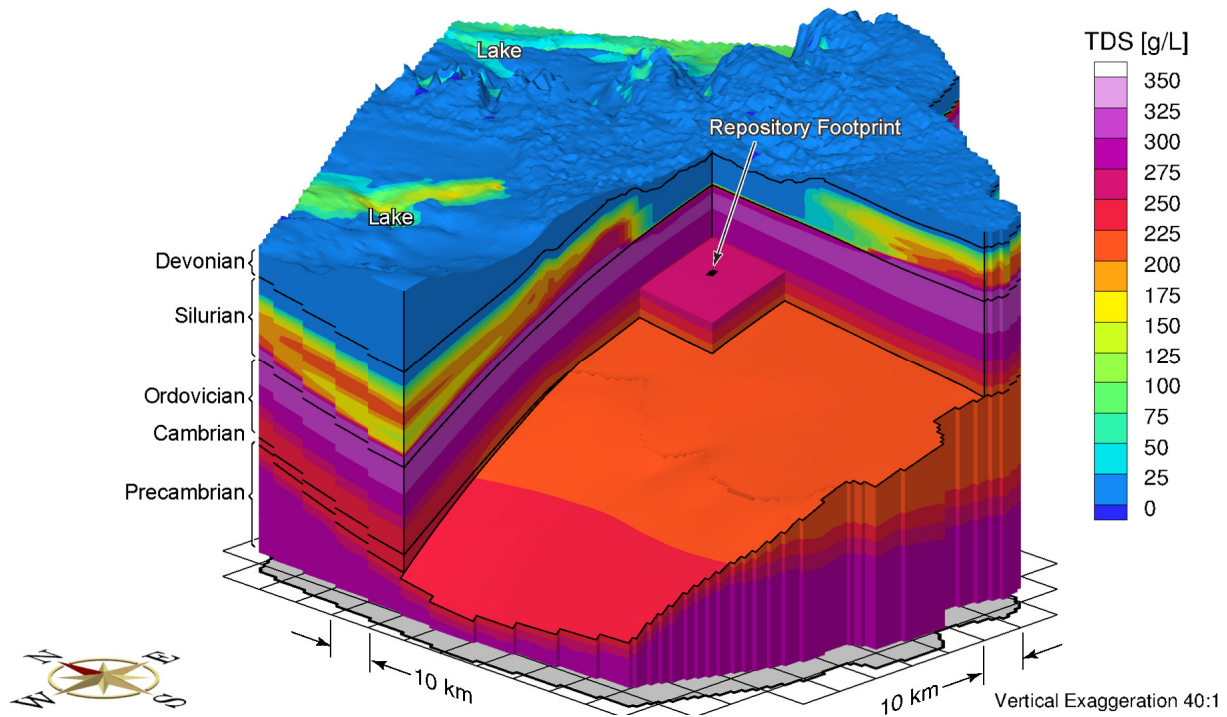 Lake
TDS [g/L]
350
325
300
275
250
225
200
175
150
125
100
75
50
25
0
Repository Footprint
Lake
Devonian
Silurian
Ordovician
Cambrian
Precambrian
10 km
10 km
N
E
W
S
Vertical Exaggeration 40:1